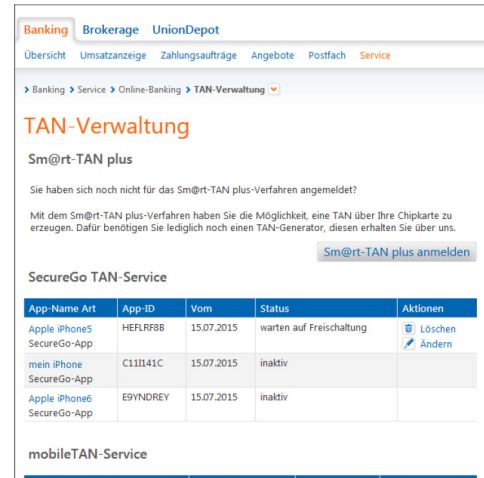 Banking Brokerage UnionDepot
Übersicht Umsatzanzeige Zahlungsaufträge Angebote Postfach Service
Banking Service Online-Banking TAN-Verwaltung
TAN-Verwaltung
Sm@rt-TAN plus
Sie haben sich noch nicht für das Sm@rt-TAN plus-Verfahren angemeldet?
Mit dem Sm@rt-TAN plus-Verfahren haben Sie die Möglichkeit, eine TAN über Ihre Chipkarte zu
erzeugen. Dafür benötigen Sie lediglich noch einen TAN-Generator, diesen erhalten Sie über uns.
Sm@rt-TAN plus anmelden
SecureGo TAN-Service
App-Name Art App-ID Vom Status Aktionen
Apple iPhone5 HEFLRF8B 15.07.2015 warten auf Freischaltung Löschen
SecureGo-App Ändern
mein iPhone C11I141C 15.07.2015 inaktiv
SecureGo-App
Apple iPhone6 E9YNDREY 15.07.2015 inaktiv
SecureGo-App
mobileTAN-Service